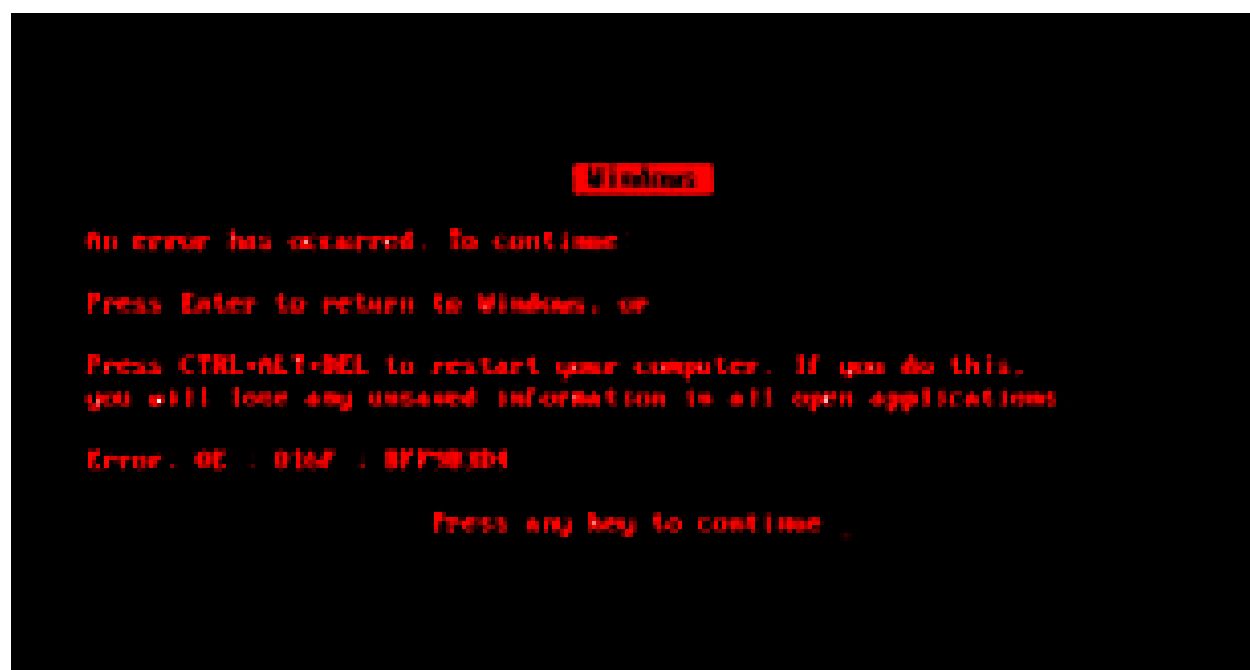 Windows
An error has occurred. To continue
Press Enter to return to Windows, or
Press CTRL+ALT+DEL to restart your computer. If you do this,
you will lose any unsaved information in all open applications
Error. 0E : 016F :
Press any key to continue _